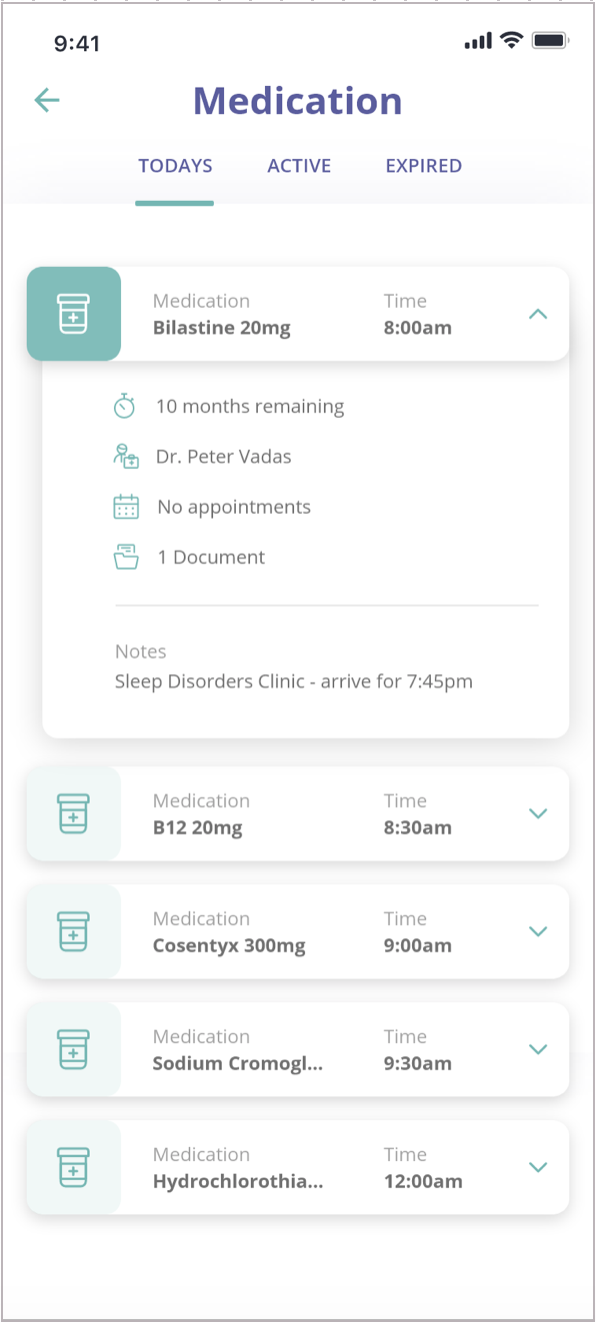 9:41
Medication
TODAYS ACTIVE EXPIRED
Medication Time
Bilastine 20mg 8:00am
10 months remaining
Dr. Peter Vadas
No appointments
1 Document
Notes
Sleep Disorders Clinic - arrive for 7:45pm
Medication Time
B12 20mg 8:30am
Medication Time
Cosentyx 300mg 9:00am
Medication Time
Sodium Cromogl... 9:30am
Medication Time
Hydrochlorothia... 12:00am